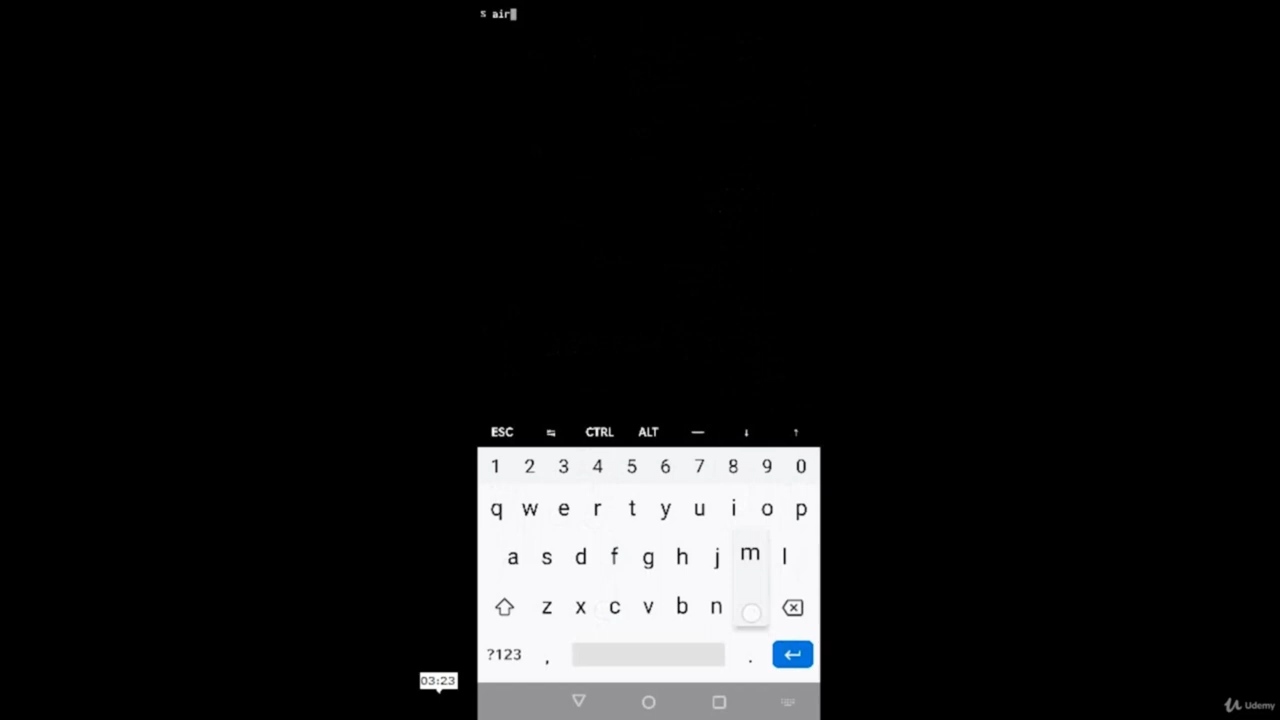 $ air
ESC CTRL ALT — ↓ ↑
1 2 3 4 5 6 7 8 9 0
q w e r t y u i o p
a s d f g h j m l
z x c v b n
?123 , .
03:23
Udemy